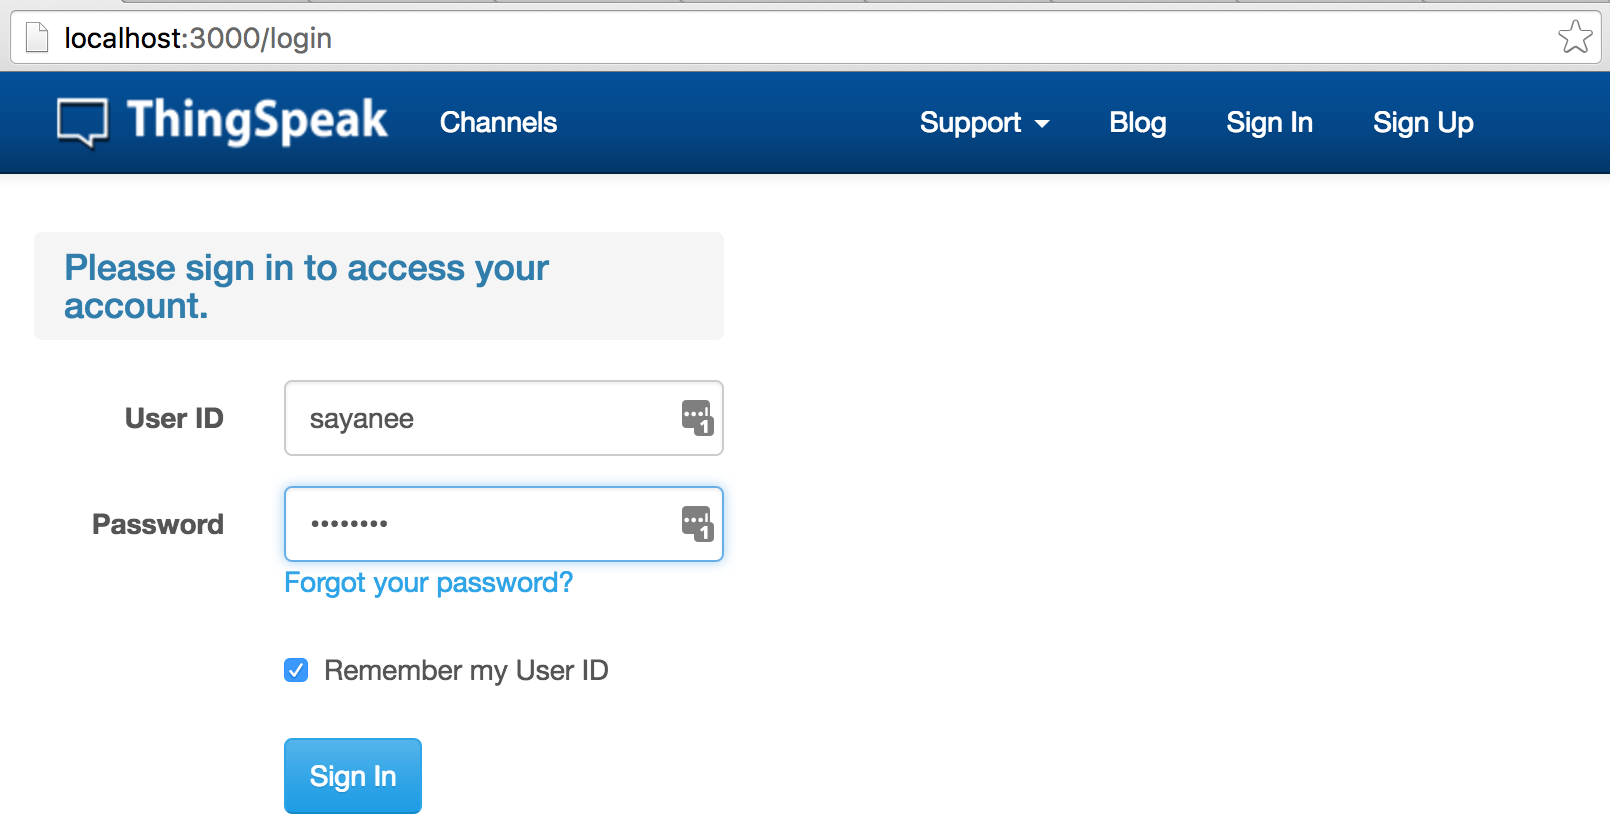 localhost:3000/login
ThingSpeak Channels Support Blog Sign In Sign Up
Please sign in to access your
account.
User ID sayanee
Password ••••••••
Forgot your password?
Remember my User ID
Sign In